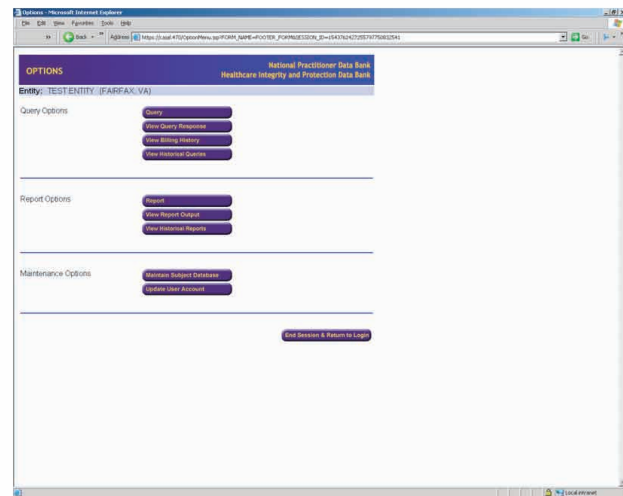 Options - Microsoft Internet Explorer
File Edit View Favorites Tools Help
Back Address Go
OPTIONS
National Practitioner Data Bank
Healthcare Integrity and Protection Data Bank
Entity: TEST ENTITY (FAIRFAX, VA)
Query Options
Query
View Query Response
View Billing History
View Historical Queries
Report Options
Report
View Report Output
View Historical Reports
Maintenance Options
Maintain Subject Database
Update User Account
End Session & Return to Login
Local intranet